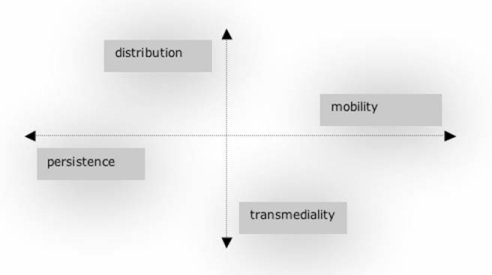 distribution
mobility
persistence
transmediality